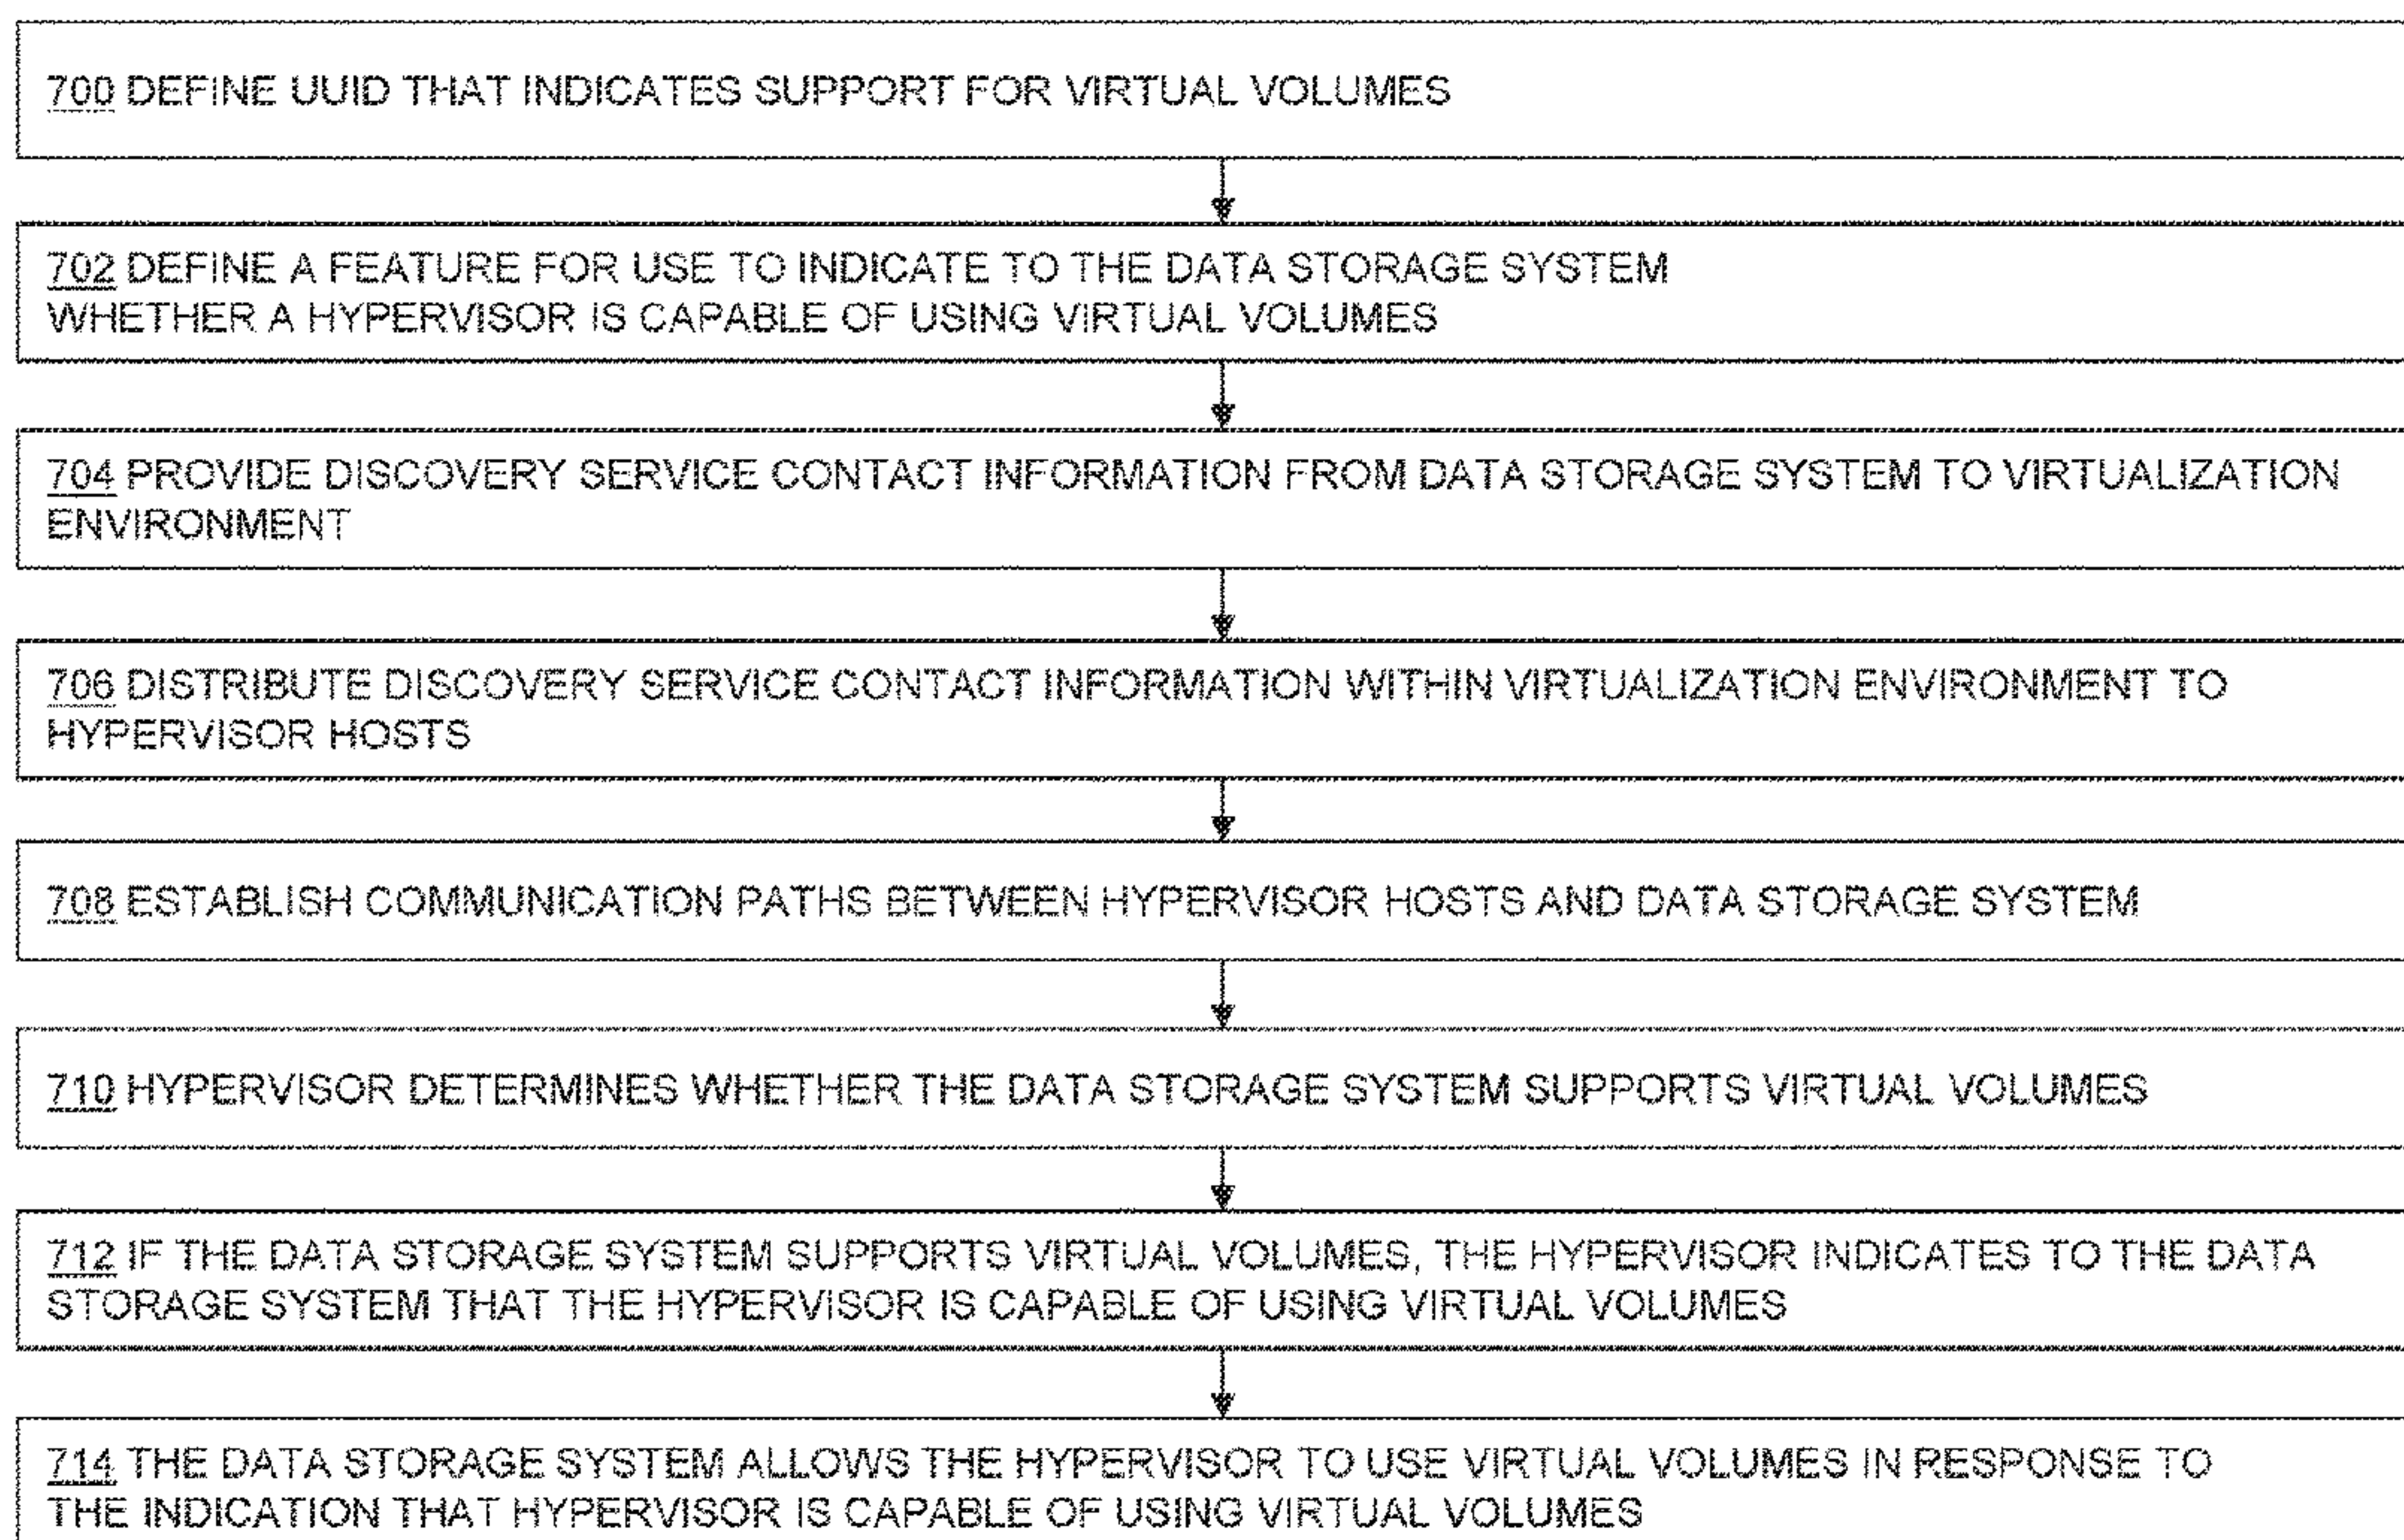 700 DEFINE UUID THAT INDICATES SUPPORT FOR VIRTUAL VOLUMES
702 DEFINE A FEATURE FOR USE TO INDICATE TO THE DATA STORAGE SYSTEM
WHETHER A HYPERVISOR IS CAPABLE OF USING VIRTUAL VOLUMES
704 PROVIDE DISCOVERY SERVICE CONTACT INFORMATION FROM DATA STORAGE SYSTEM TO VIRTUALIZATION
ENVIRONMENT
706 DISTRIBUTE DISCOVERY SERVICE CONTACT INFORMATION WITHIN VIRTUALIZATION ENVIRONMENT TO
HYPERVISOR HOSTS
708 ESTABLISH COMMUNICATION PATHS BETWEEN HYPERVISOR HOSTS AND DATA STORAGE SYSTEM
710 HYPERVISOR DETERMINES WHETHER THE DATA STORAGE SYSTEM SUPPORTS VIRTUAL VOLUMES
712 IF THE DATA STORAGE SYSTEM SUPPORTS VIRTUAL VOLUMES, THE HYPERVISOR INDICATES TO THE DATA
STORAGE SYSTEM THAT THE HYPERVISOR IS CAPABLE OF USING VIRTUAL VOLUMES
714 THE DATA STORAGE SYSTEM ALLOWS THE HYPERVISOR TO USE VIRTUAL VOLUMES IN RESPONSE TO
THE INDICATION THAT HYPERVISOR IS CAPABLE OF USING VIRTUAL VOLUMES